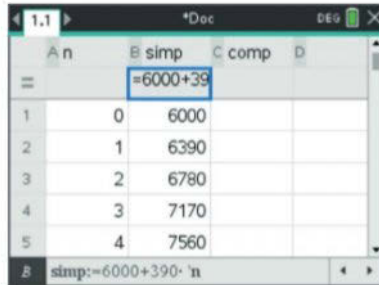 1.1 *Doc DEG
A n B simp C comp D
= =6000+39
1 0 6000
2 1 6390
3 2 6780
4 3 7170
5 4 7560
B simp:=6000+390· 'n